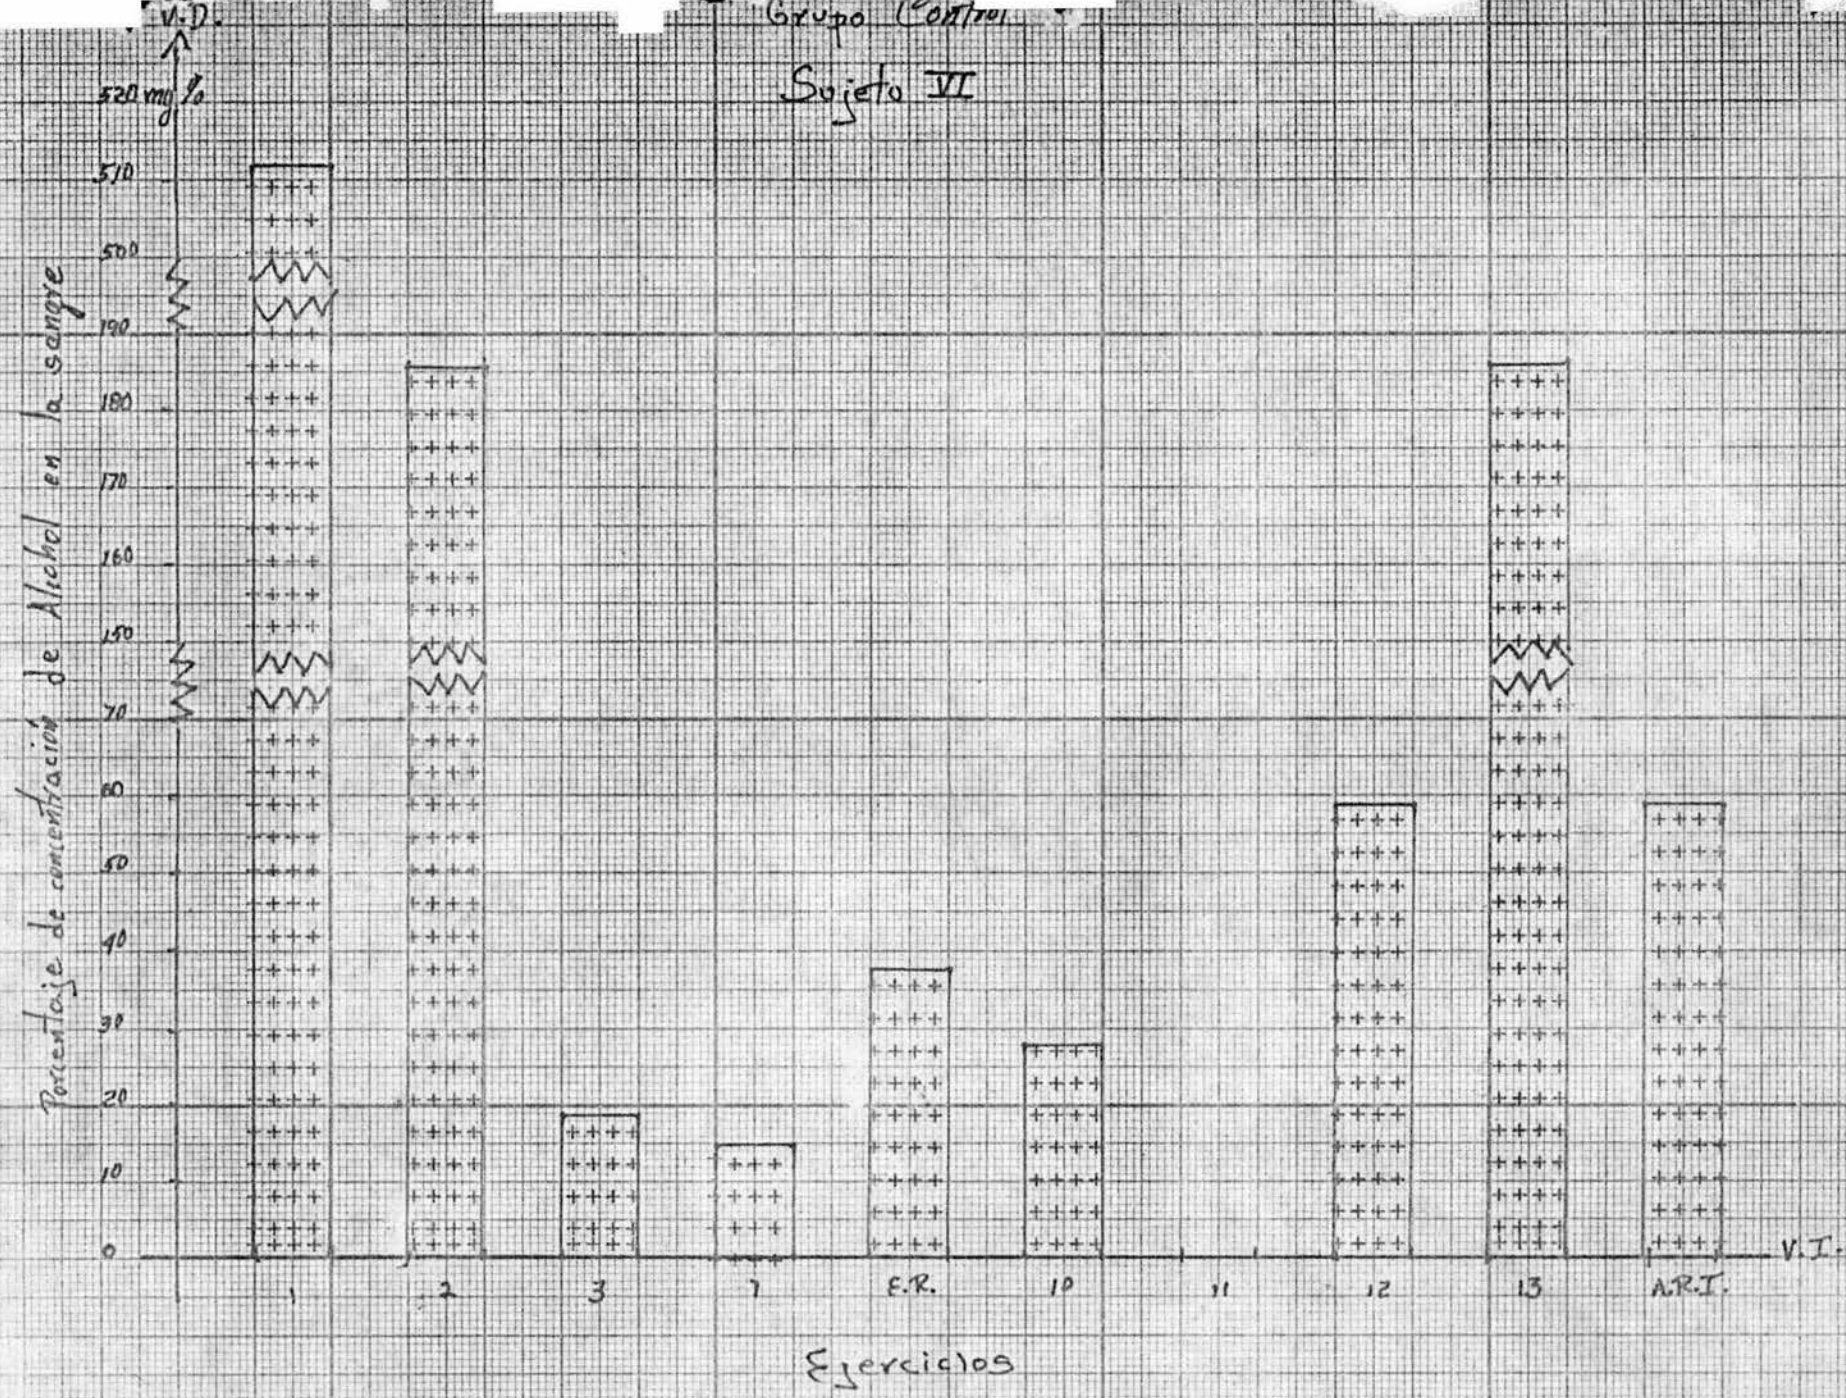 Grupo Control
V.D.
Sujeto VI
520 mg %
510
500
190
180
170
160
150
70
60
50
40
30
20
10
0
Porcentaje de concentración de Alcohol en la sangre
1 2 3 7 E.R. 10 11 12 13 A.R.I.
V.I.
Ejercicios